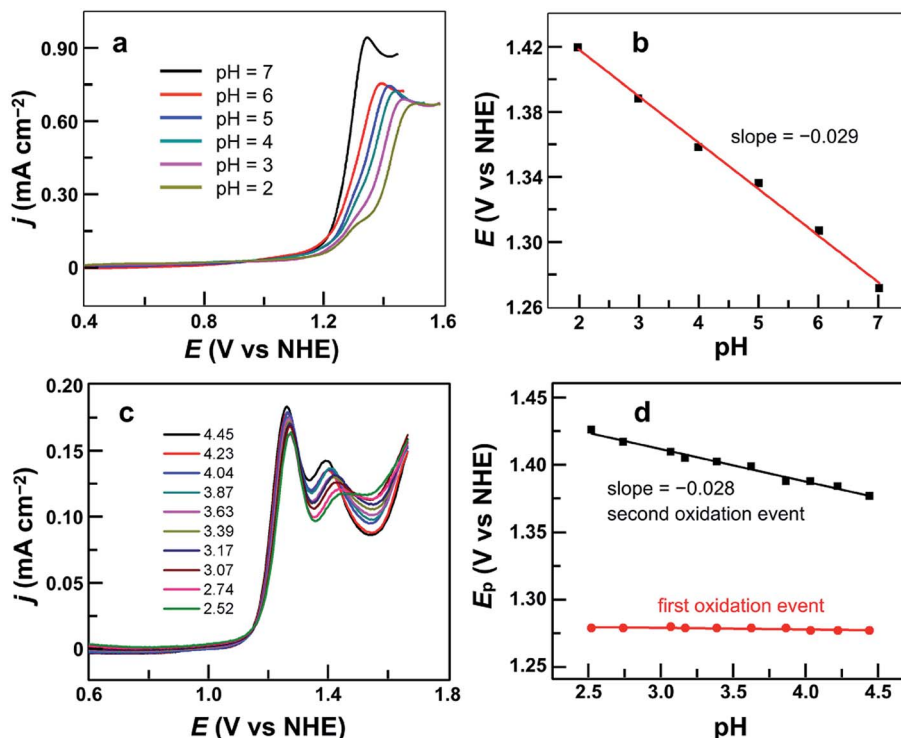 a
j (mA cm⁻²)
0.90
0.60
0.30
0
pH = 7
pH = 6
pH = 5
pH = 4
pH = 3
pH = 2
0.4 0.8 1.2 1.6
E (V vs NHE)
b
E (V vs NHE)
1.42
1.38
1.34
1.30
1.26
slope = −0.029
2 3 4 5 6 7
pH
c
j (mA cm⁻²)
0.20
0.15
0.10
0.05
0
4.45
4.23
4.04
3.87
3.63
3.39
3.17
3.07
2.74
2.52
0.6 1.0 1.4 1.8
E (V vs NHE)
d
Eₚ (V vs NHE)
1.45
1.40
1.35
1.30
1.25
slope = −0.028
second oxidation event
first oxidation event
2.5 3.0 3.5 4.0 4.5
pH